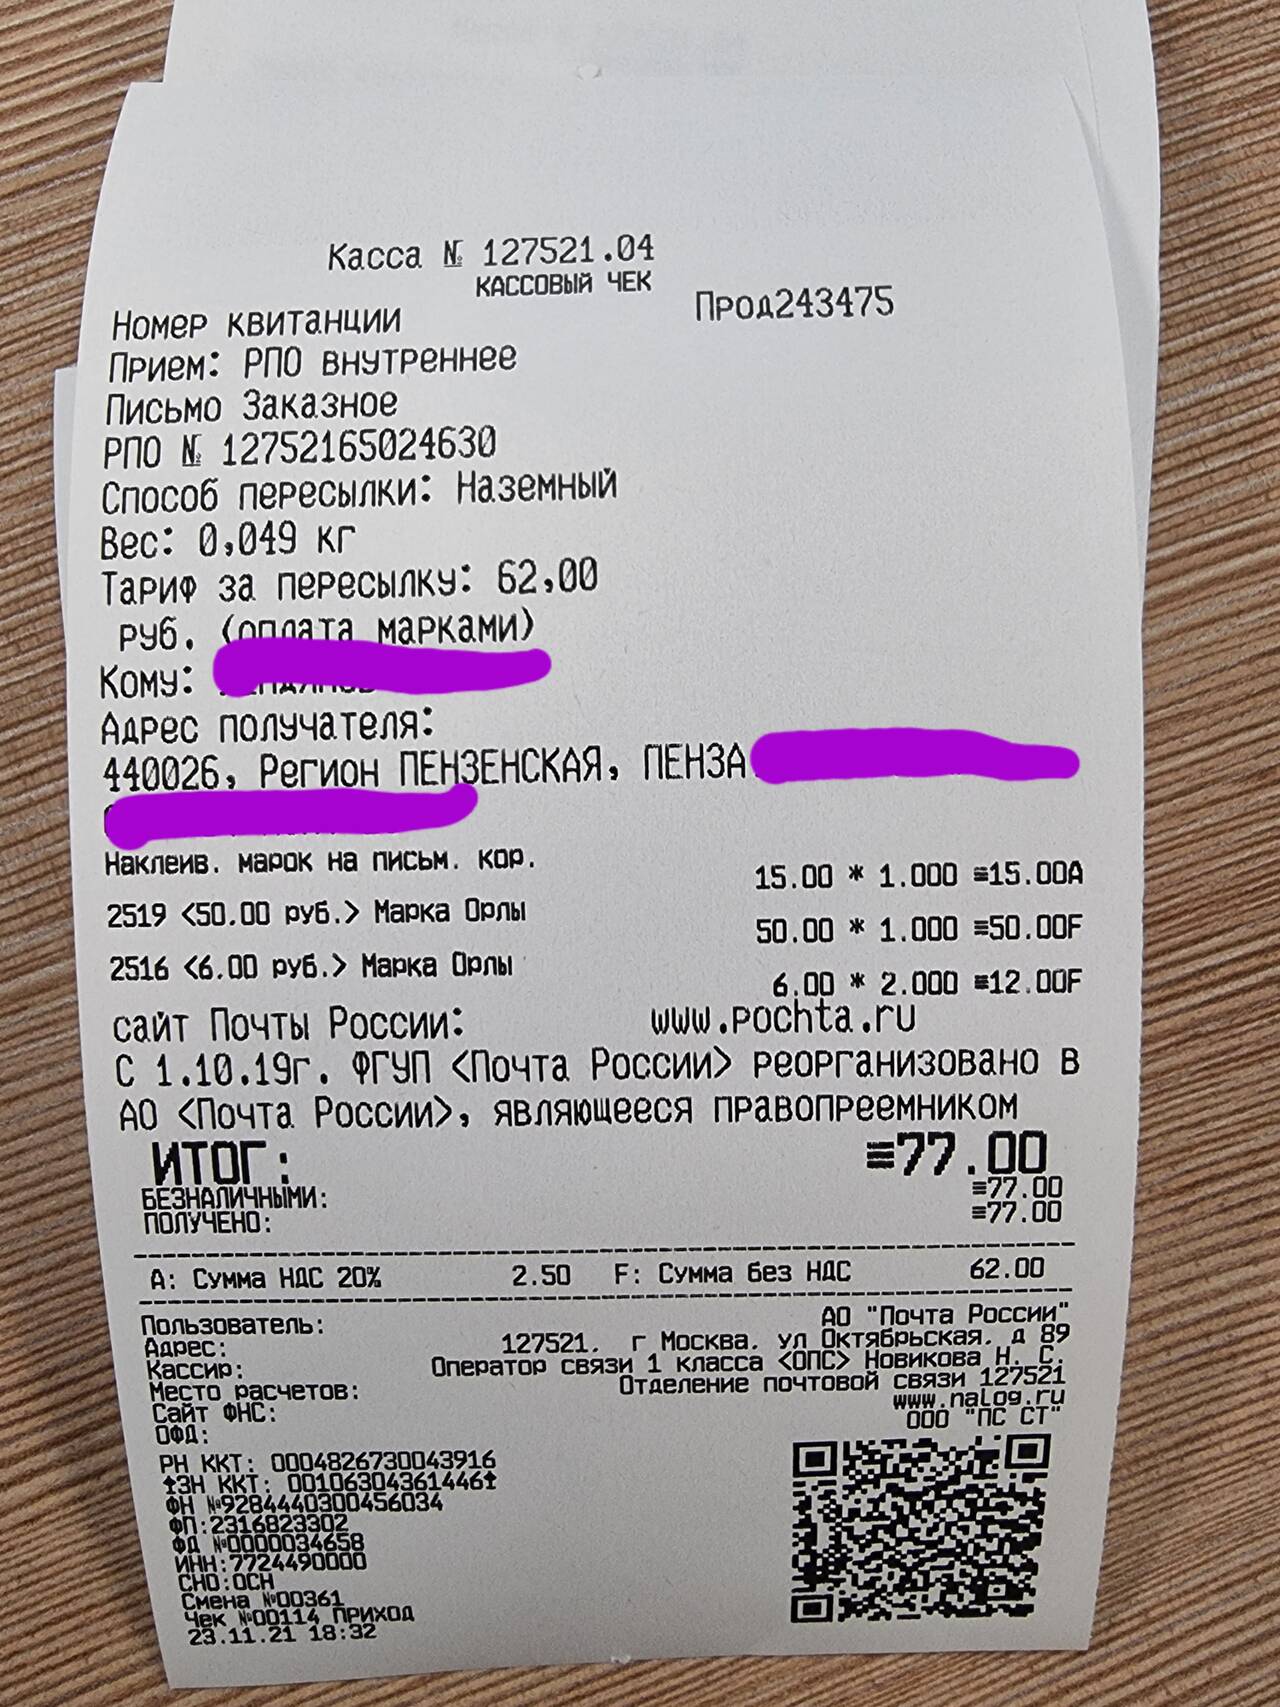 Касса № 127521.04
КАССОВЫЙ ЧЕК
Номер квитанции Прод243475
Прием: РПО внутреннее
Письмо Заказное
РПО № 12752165024630
Способ пересылки: Наземный
Вес: 0,049 кг
Тариф за пересылку: 62,00
руб. (оплата марками)
Кому:
Адрес получателя:
440026, Регион ПЕНЗЕНСКАЯ, ПЕНЗА
Наклеив. марок на письм. кор.
15.00 * 1.000 ≡15.00А
2519 <50.00 руб.> Марка Орлы
50.00 * 1.000 ≡50.00F
2516 <6.00 руб.> Марка Орлы
6.00 * 2.000 ≡12.00F
сайт Почты России: www.pochta.ru
С 1.10.19г. ФГУП <Почта России> реорганизовано в
АО <Почта России>, являющееся правопреемником
ИТОГ: ≡77.00
БЕЗНАЛИЧНЫМИ: ≡77.00
ПОЛУЧЕНО: ≡77.00
А: Сумма НДС 20% 2.50 F: Сумма без НДС 62.00
Пользователь: АО "Почта России"
Адрес: 127521, г Москва, ул Октябрьская, д 89
Кассир: Оператор связи 1 класса <ОПС> Новикова Н. С.
Место расчетов: Отделение почтовой связи 127521
Сайт ФНС: www.nalog.ru
ОФД: ООО "ПС СТ"
РН ККТ: 0004826730043916
↑ЗН ККТ: 00106304361446↑
ФН №9284440300456034
ФП:2316823302
ФД №0000034658
ИНН:7724490000
СНО:ОСН
Смена №00361
Чек №00114 ПРИХОД
23.11.21 18:32